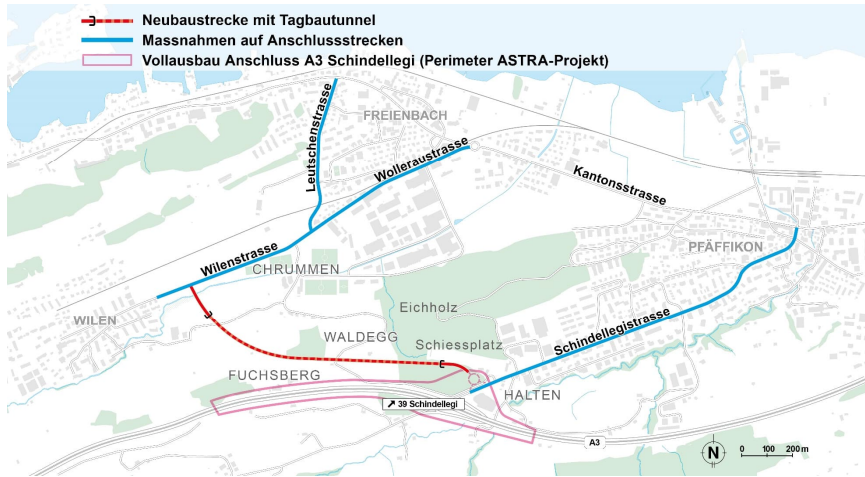 Neubaustrecke mit Tagbautunnel
Massnahmen auf Anschlussstrecken
Vollausbau Anschluss A3 Schindellegi (Perimeter ASTRA-Projekt)
FREIENBACH
Leutschenstrasse
Wolleraustrasse
Kantonsstrasse
Wilenstrasse
PFÄFFIKON
CHRUMMEN
Eichholz
WILEN
WALDEGG
Schiessplatz
Schindellegistrasse
FUCHSBERG
HALTEN
39 Schindellegi
A3
N
0 100 200 m